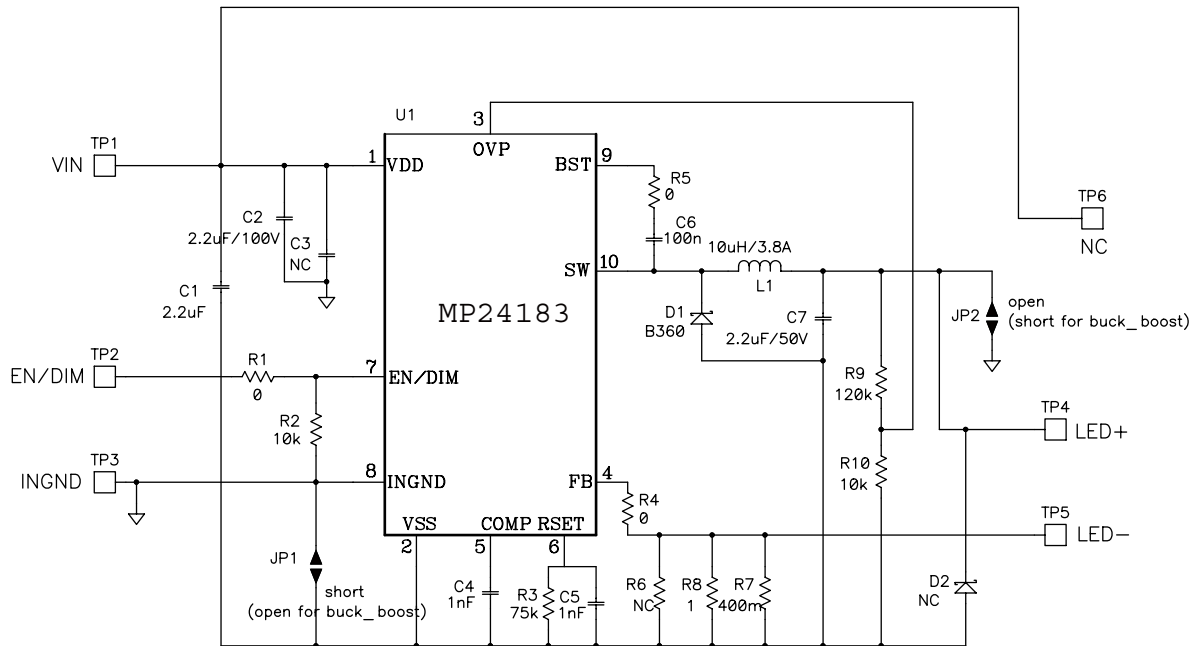 U1
3
OVP
TP1
VIN
1
VDD
BST
9
R5
0
C2
2.2uF/100V
C3
NC
C6
100n
TP6
NC
10uH/3.8A
L1
SW
10
C1
2.2uF
MP24183
D1
B360
C7
2.2uF/50V
JP2
open
(short for buck_boost)
TP2
EN/DIM
R1
0
7
EN/DIM
R9
120k
R2
10k
TP4
LED+
TP3
INGND
8
INGND
FB
4
R4
0
R10
10k
VSS
COMP
RSET
2
5
6
TP5
LED-
JP1
short
(open for buck_boost)
C4
1nF
R3
75k
C5
1nF
R6
NC
R8
1
R7
400m
D2
NC